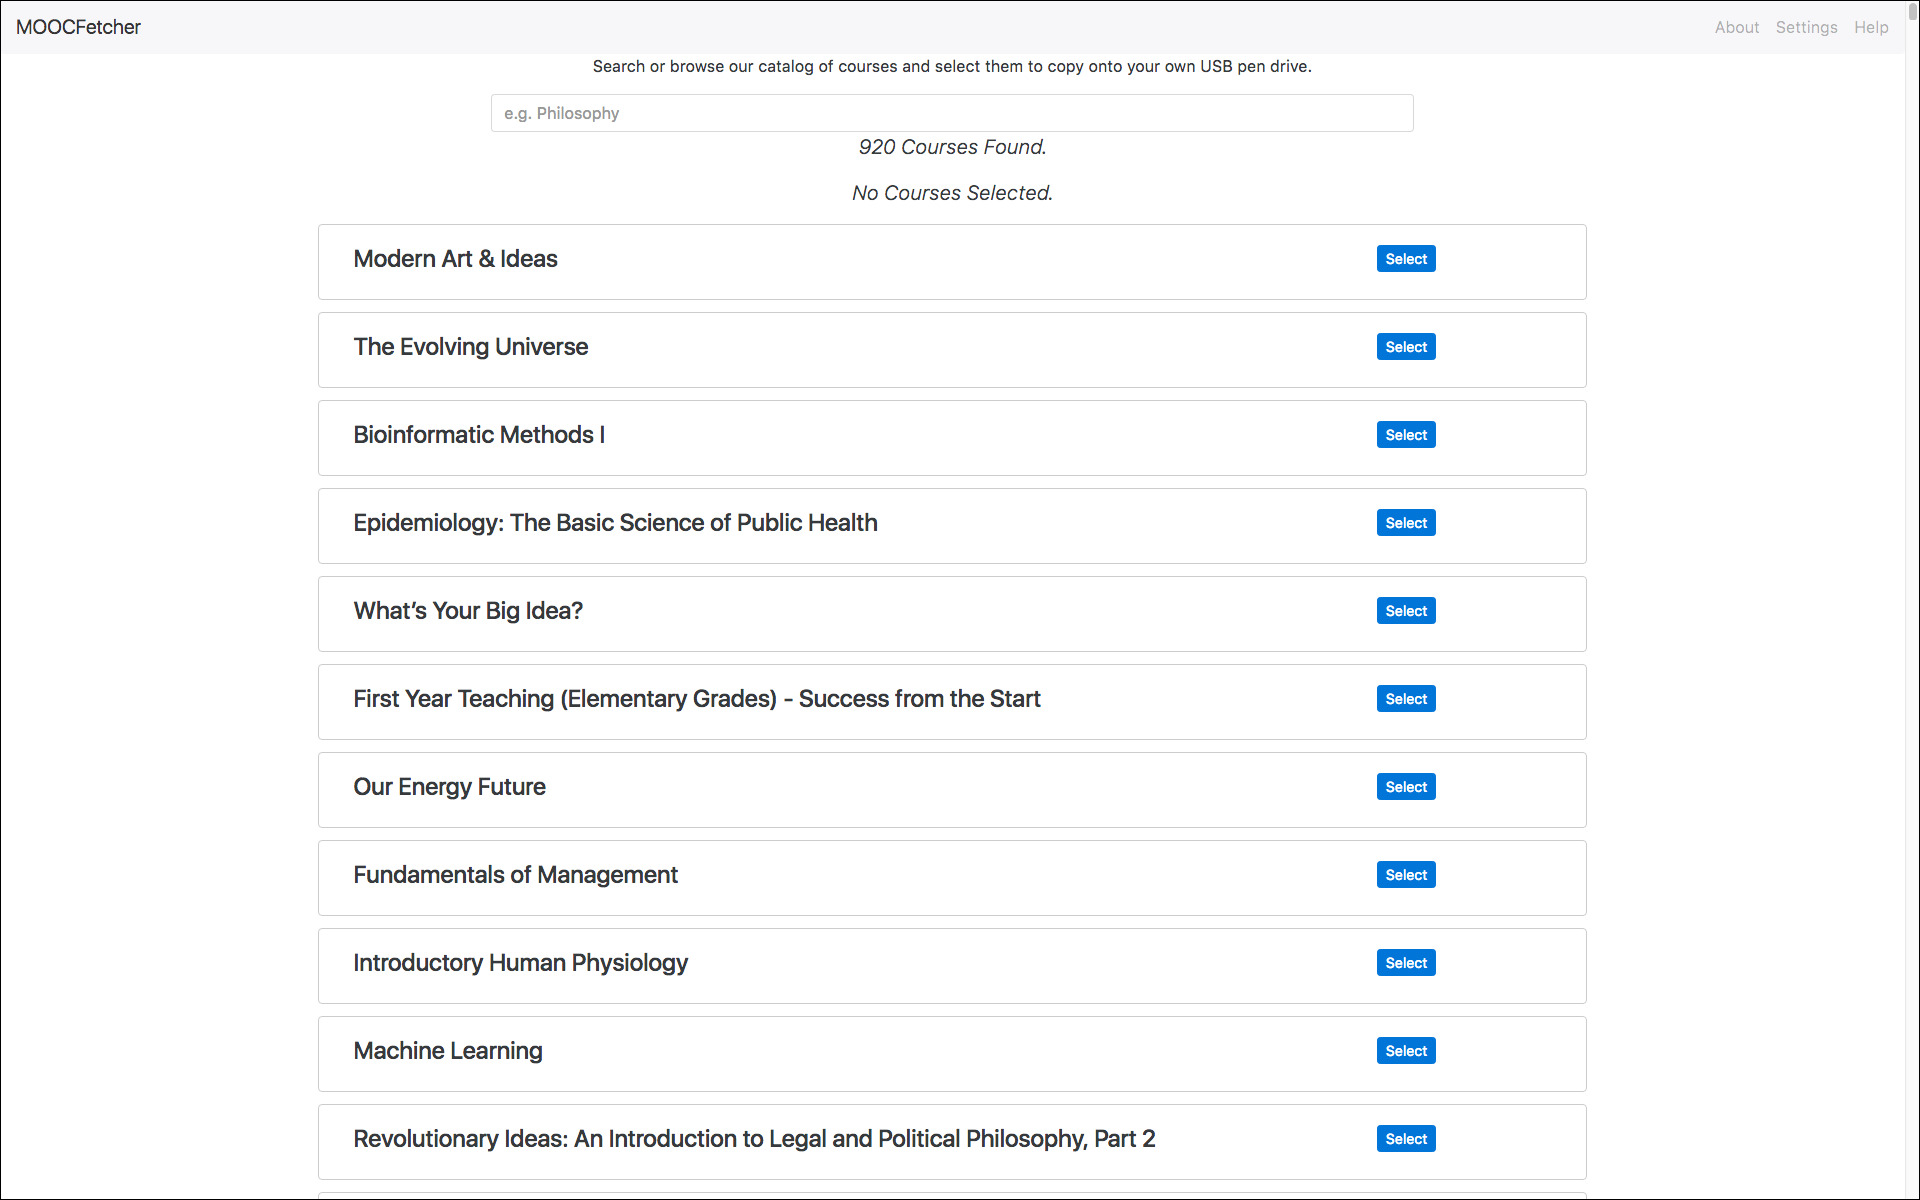 MOOCFetcher
About Settings Help
Search or browse our catalog of courses and select them to copy onto your own USB pen drive.
e.g. Philosophy
920 Courses Found.
No Courses Selected.
Modern Art & Ideas Select
The Evolving Universe Select
Bioinformatic Methods I Select
Epidemiology: The Basic Science of Public Health Select
What’s Your Big Idea? Select
First Year Teaching (Elementary Grades) - Success from the Start Select
Our Energy Future Select
Fundamentals of Management Select
Introductory Human Physiology Select
Machine Learning Select
Revolutionary Ideas: An Introduction to Legal and Political Philosophy, Part 2 Select